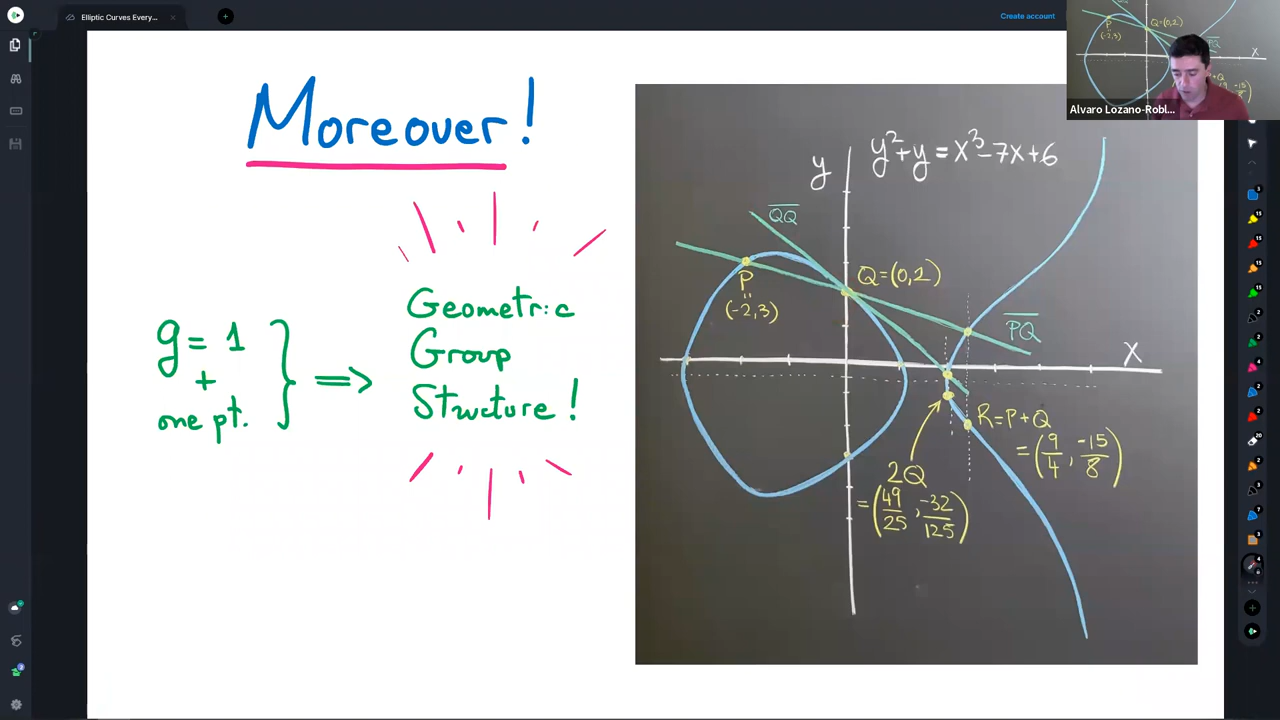 Elliptic Curves Every...
Create account
Alvaro Lozano-Robl...
Moreover!
g = 1
+
one pt.
⇒
Geometric
Group
Structure!
y
y²+y = x³-7x+6
QQ
Q=(0,2)
P
(-2,3)
PQ
X
R=P+Q
=(9/4, -15/8)
2Q
=(49/25, -32/125)